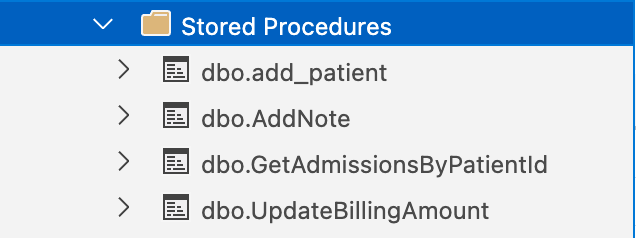 Stored Procedures
dbo.add_patient
dbo.AddNote
dbo.GetAdmissionsByPatientId
dbo.UpdateBillingAmount